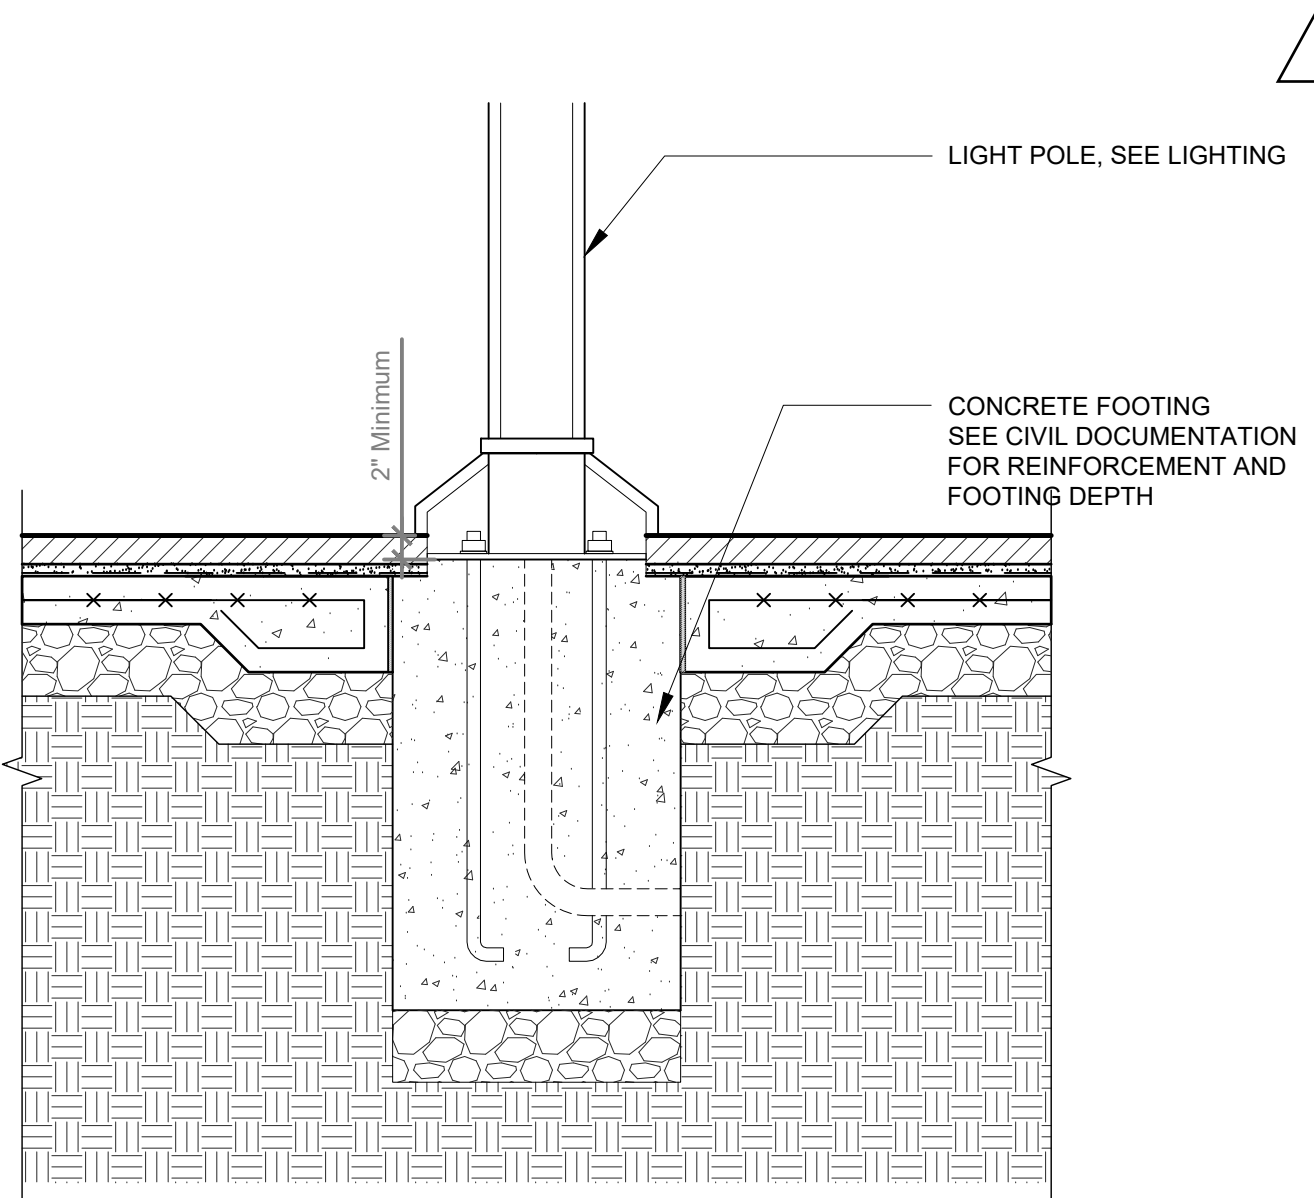 LIGHT POLE, SEE LIGHTING
2" Minimum
CONCRETE FOOTING
SEE CIVIL DOCUMENTATION
FOR REINFORCEMENT AND
FOOTING DEPTH